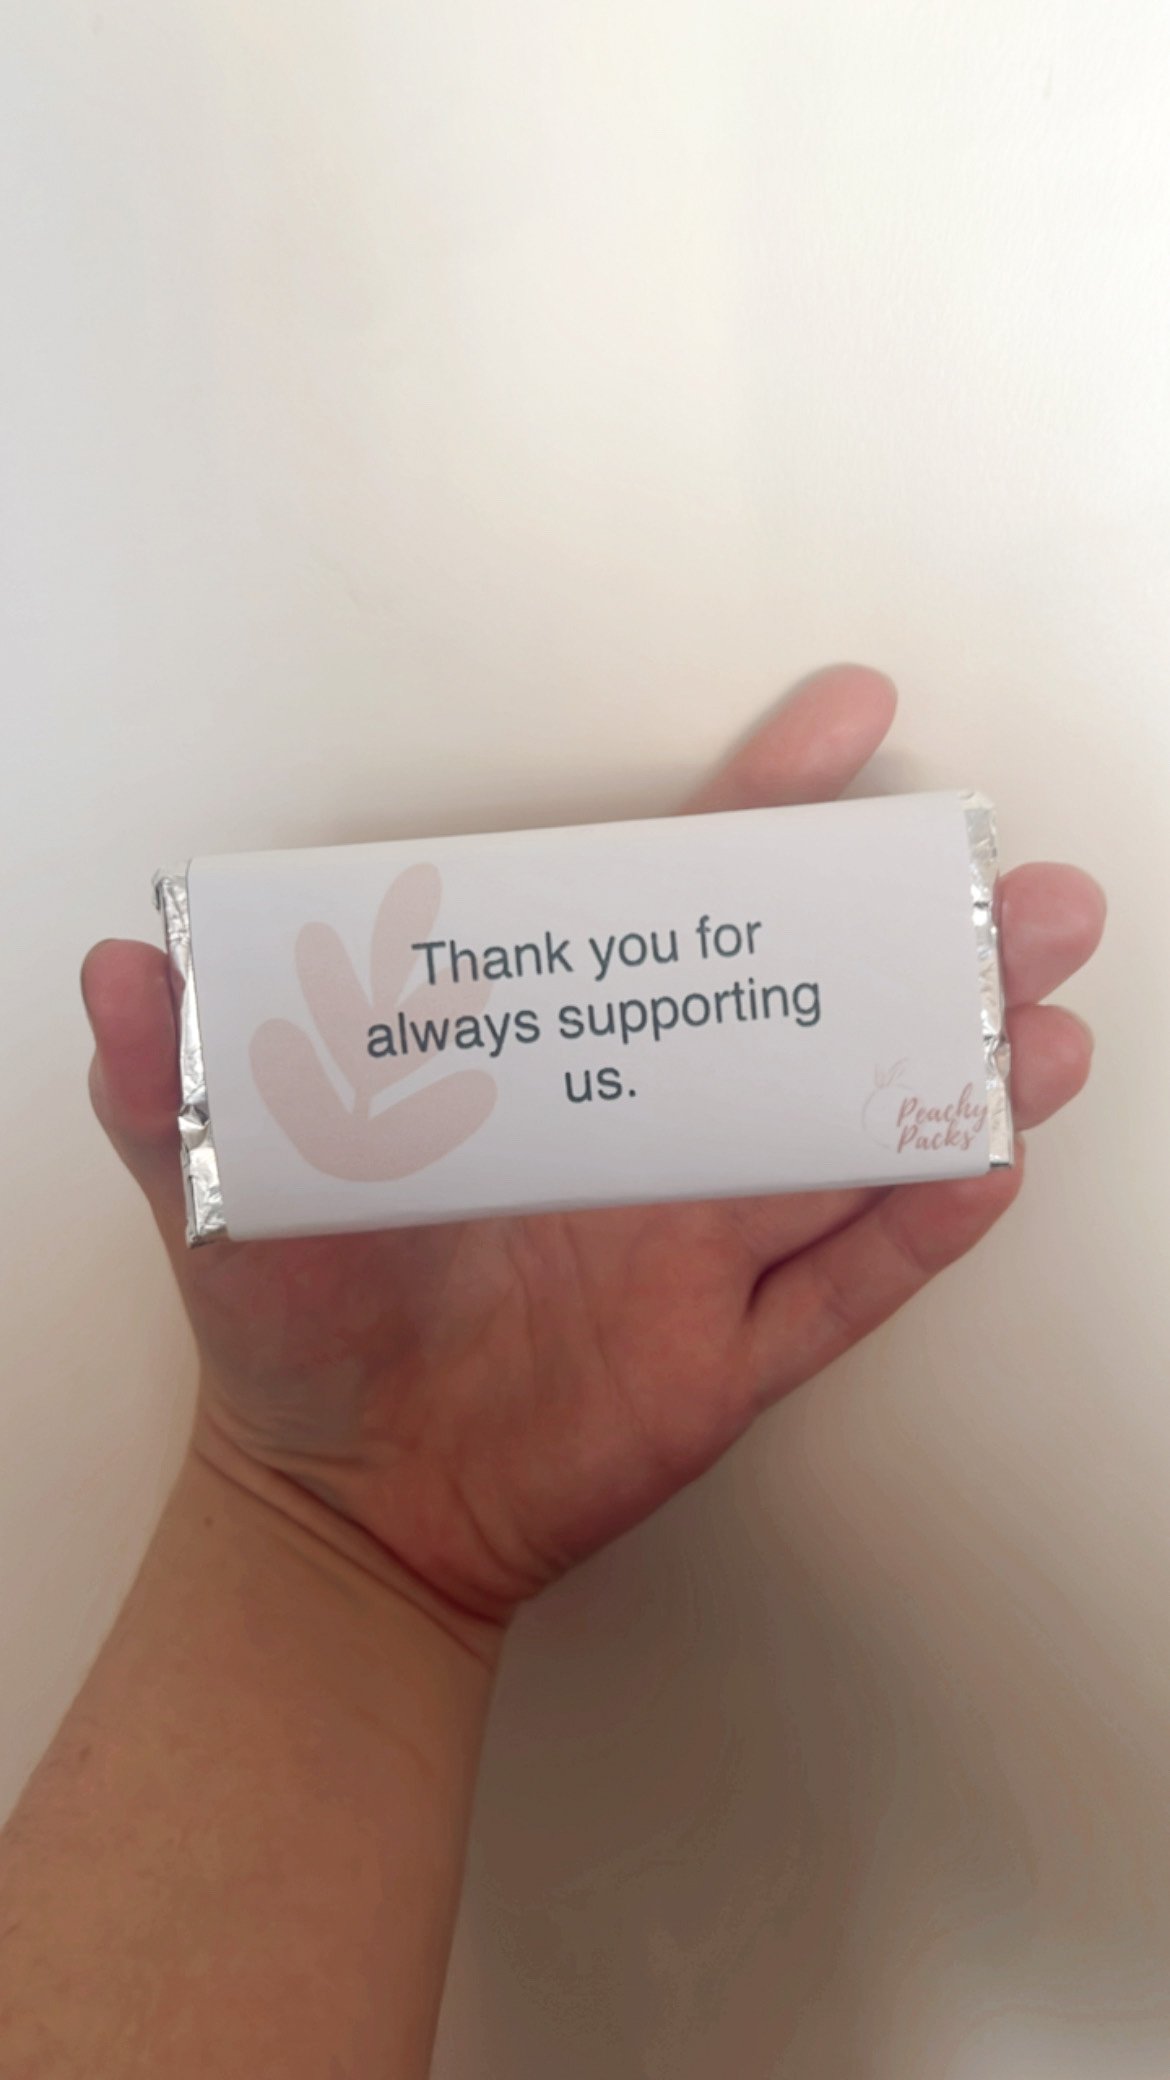 Thank you for
always supporting
us.
Peachy
Packs